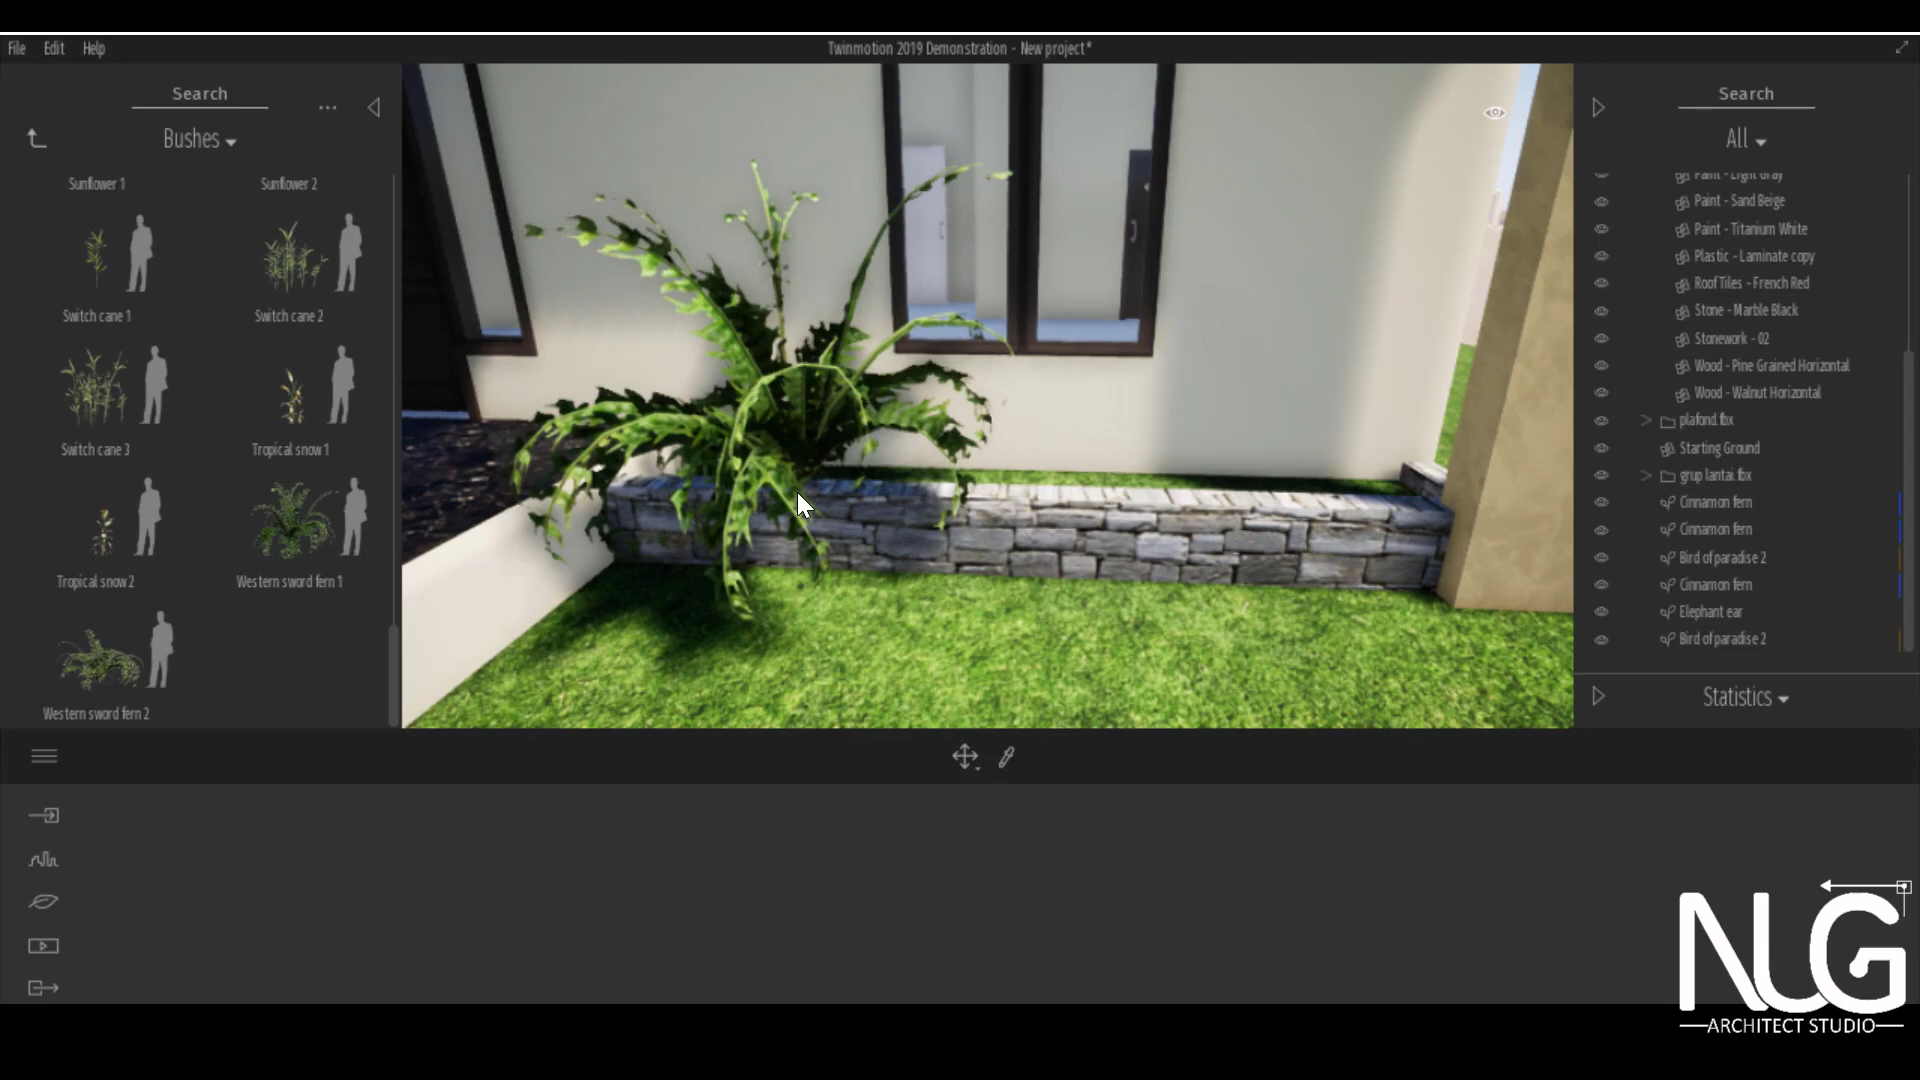 File Edit Help
Twinmotion 2019 Demonstration - New project*
Search
Bushes
Sunflower 1
Sunflower 2
Switch cane 1
Switch cane 2
Switch cane 3
Tropical snow 1
Tropical snow 2
Western sword fern 1
Western sword fern 2
Search
All
Paint - Light Gray
Paint - Sand Beige
Paint - Titanium White
Plastic - Laminate copy
Roof Tiles - French Red
Stone - Marble Black
Stonework - 02
Wood - Pine Grained Horizontal
Wood - Walnut Horizontal
plafond.fbx
Starting Ground
grup lantai.fbx
Cinnamon fern
Cinnamon fern
Bird of paradise 2
Cinnamon fern
Elephant ear
Bird of paradise 2
Statistics
NUG
ARCHITECT STUDIO